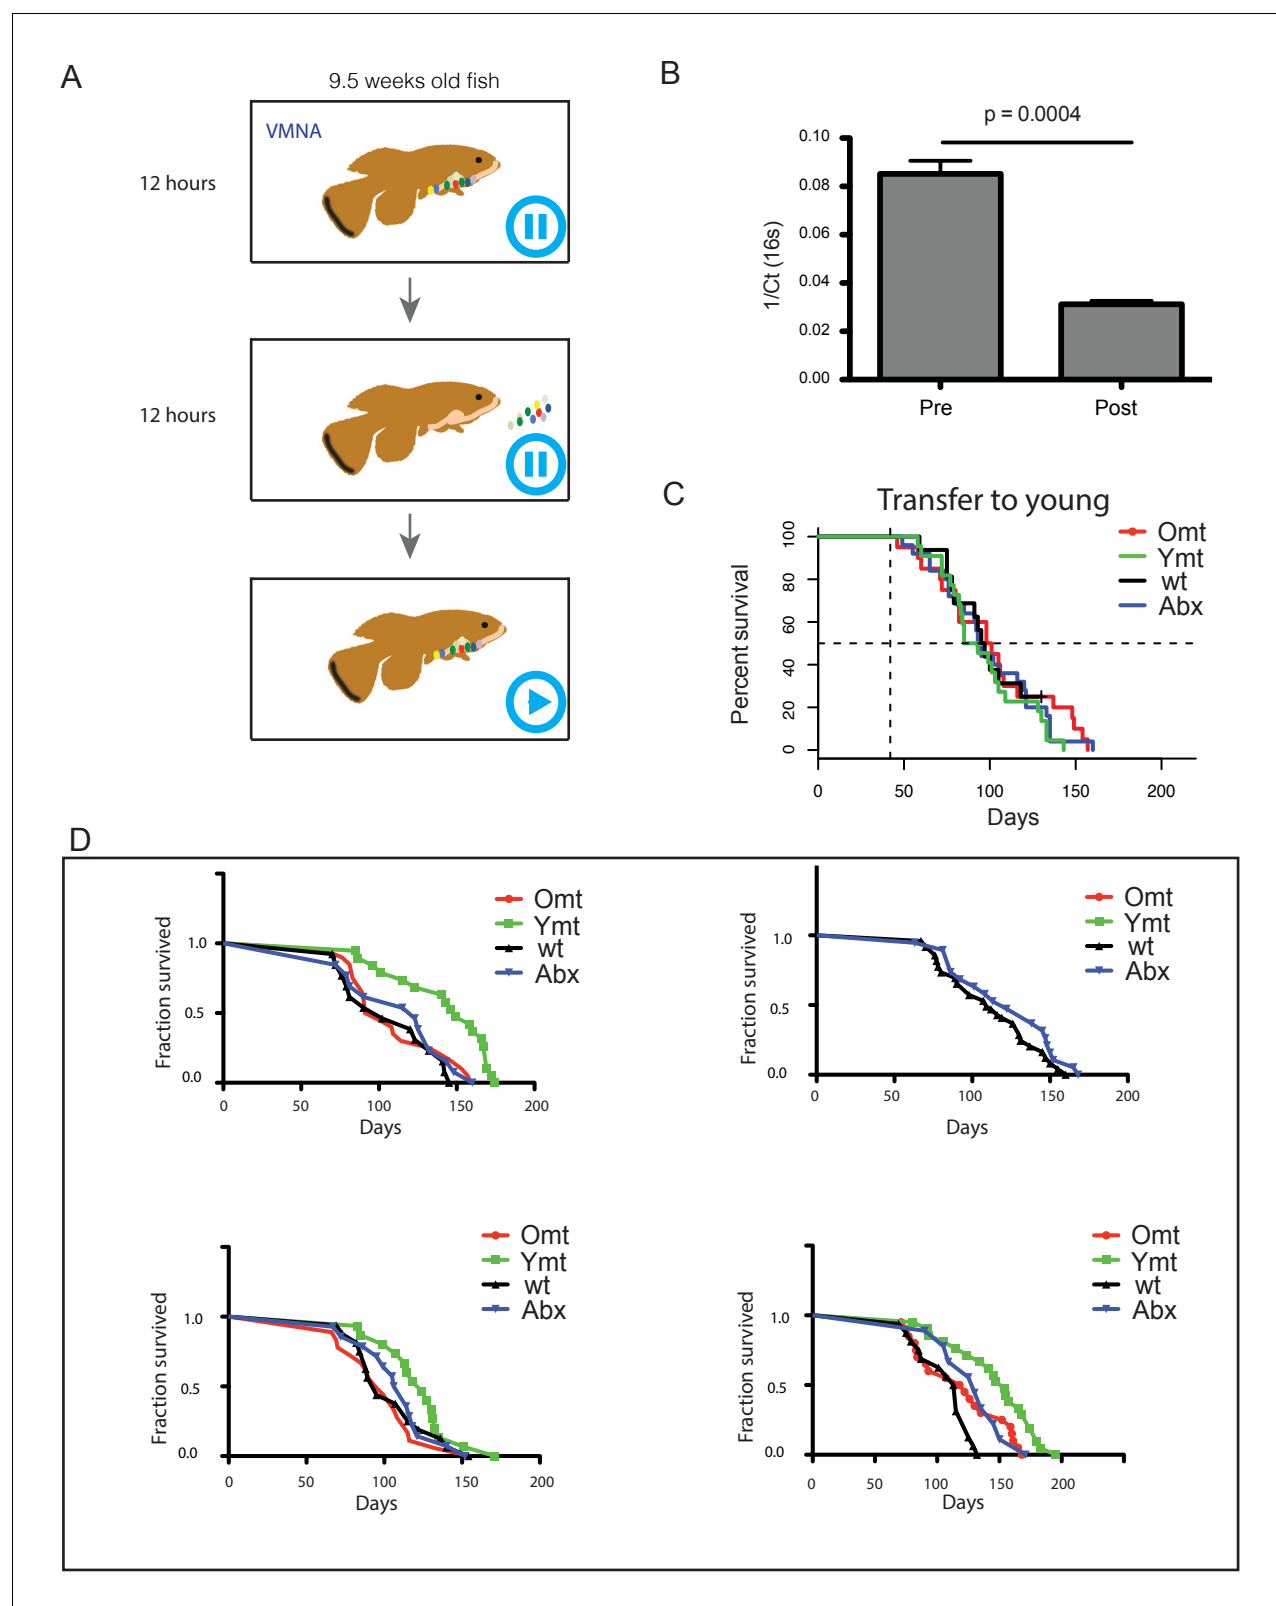 A
9.5 weeks old fish
VMNA
12 hours
12 hours
B
p = 0.0004
1/Ct (16s)
0.10
0.08
0.06
0.04
0.02
0.00
Pre
Post
C
Transfer to young
Percent survival
100
80
60
40
20
0
0 50 100 150 200
Days
Omt
Ymt
wt
Abx
D
Fraction survived
1.0
0.5
0.0
0 50 100 150 200
Days
Omt
Ymt
wt
Abx
Fraction survived
1.0
0.5
0.0
0 50 100 150 200
Days
Omt
Ymt
wt
Abx
Fraction survived
1.0
0.5
0.0
0 50 100 150 200
Days
Omt
Ymt
wt
Abx
Fraction survived
1.0
0.5
0.0
0 50 100 150 200
Days
Omt
Ymt
wt
Abx